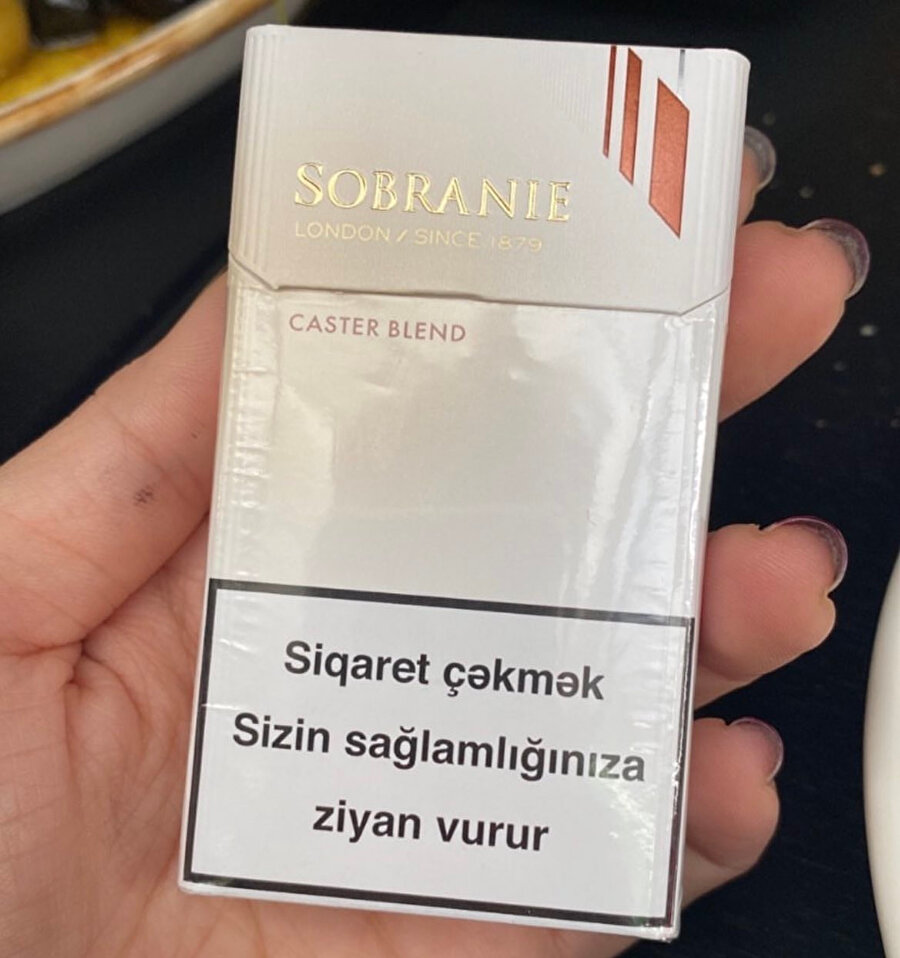 SOBRANIE
LONDON / SINCE 1879
CASTER BLEND
Siqaret çəkmək
Sizin sağlamlığınıza
ziyan vurur